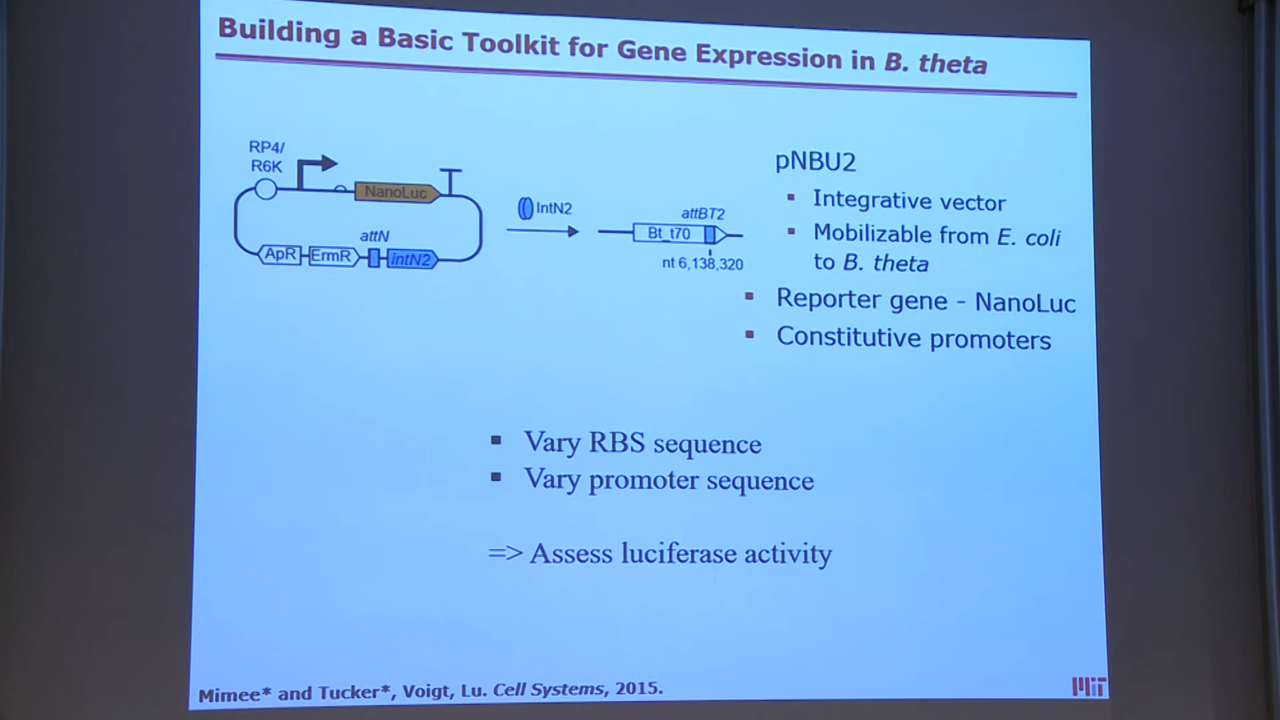 Building a Basic Toolkit for Gene Expression in B. theta
RP4/
R6K
NanoLuc
attN
ApR
ErmR
intN2
IntN2
attBT2
Bt_t70
nt 6,138,320
pNBU2
▪ Integrative vector
▪ Mobilizable from E. coli
to B. theta
▪ Reporter gene - NanoLuc
▪ Constitutive promoters
▪ Vary RBS sequence
▪ Vary promoter sequence
=> Assess luciferase activity
Mimee* and Tucker*, Voigt, Lu. Cell Systems, 2015.
MIT